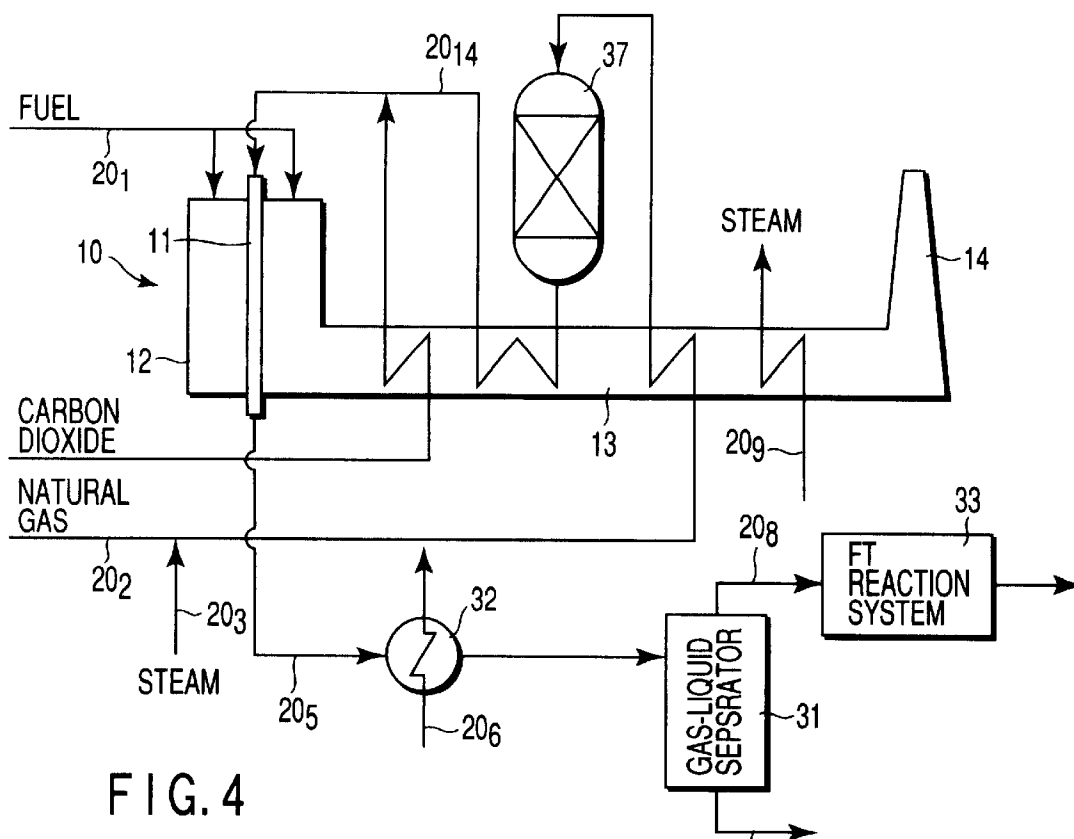 20₁₄
37
FUEL
20₁
11
STEAM
10
14
12
CARBON
DIOXIDE
13
20₉
NATURAL
GAS
20₈
33
FT
REACTION
SYSTEM
20₂
20₃
32
STEAM
20₅
20₆
GAS-LIQUID
SEPSRATOR
31
FIG. 4